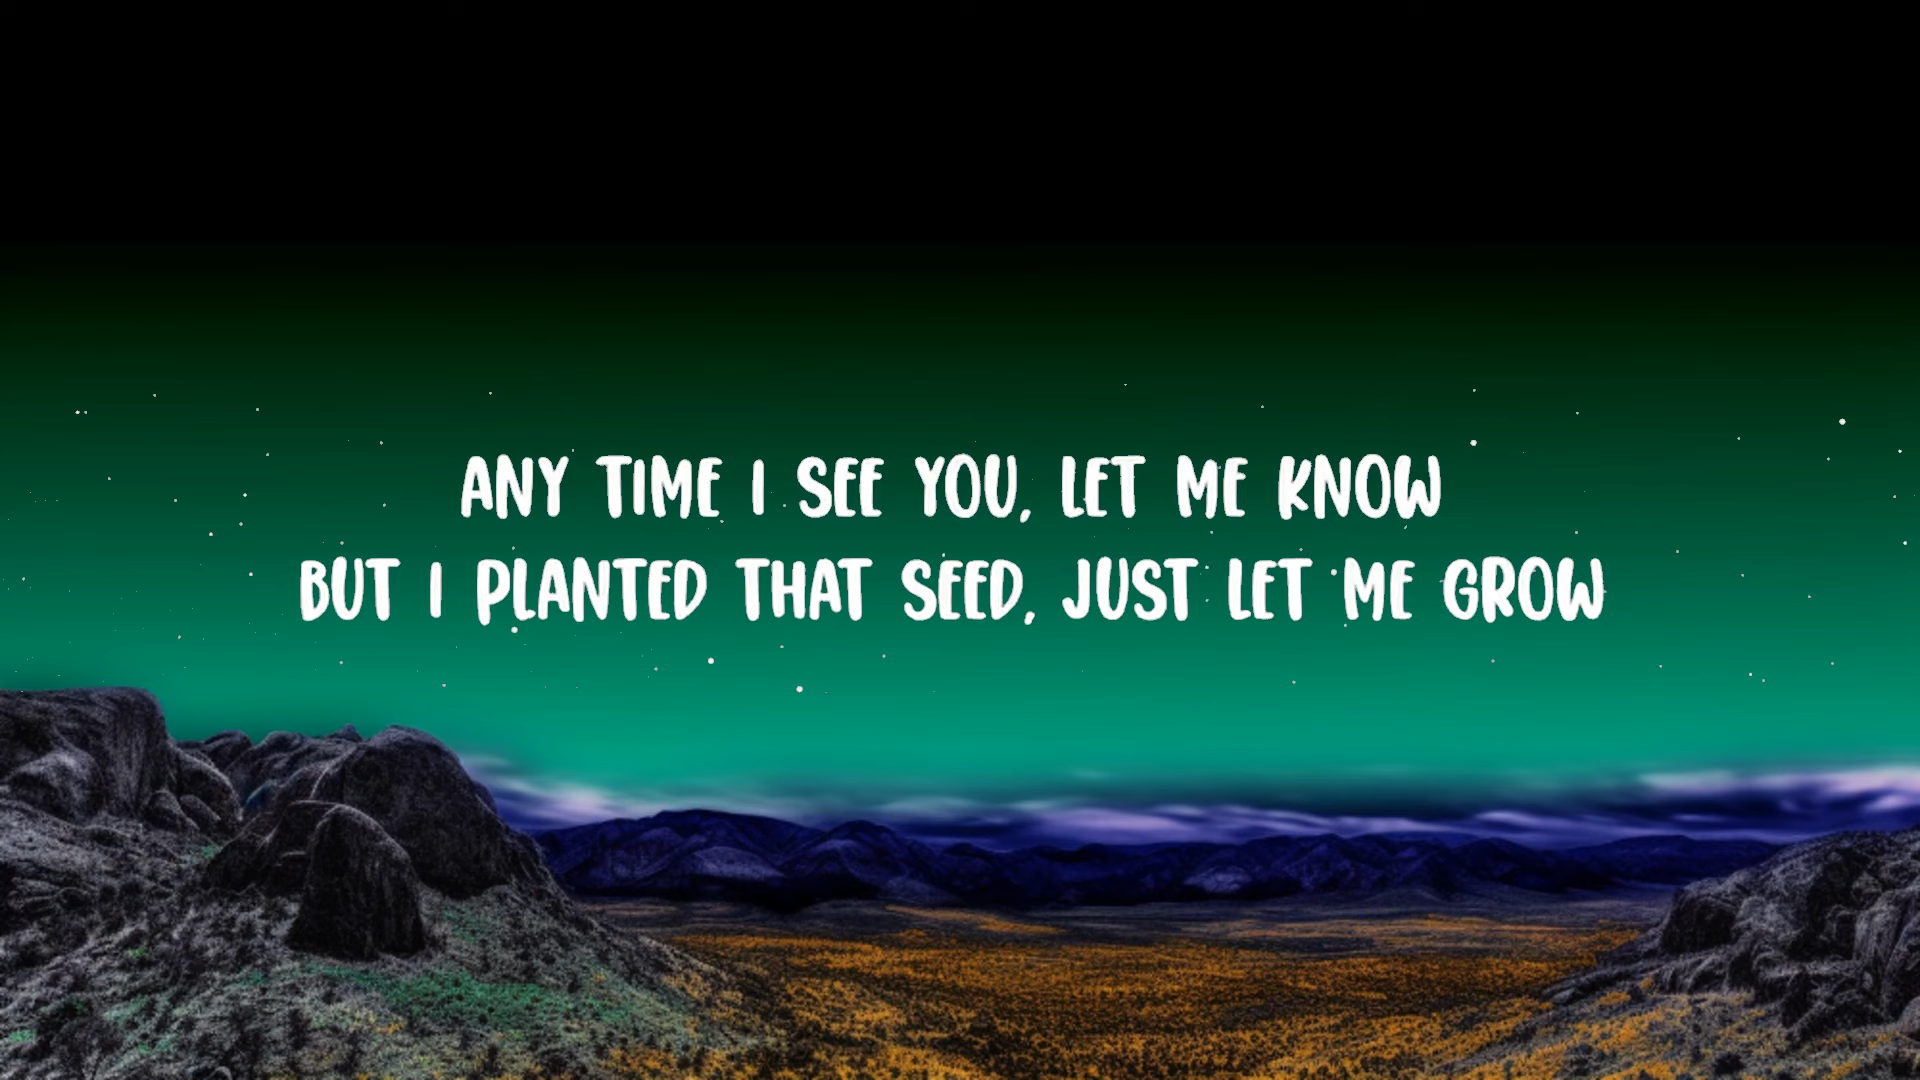 ANY TIME I SEE YOU, LET ME KNOW
BUT I PLANTED THAT SEED, JUST LET ME GROW